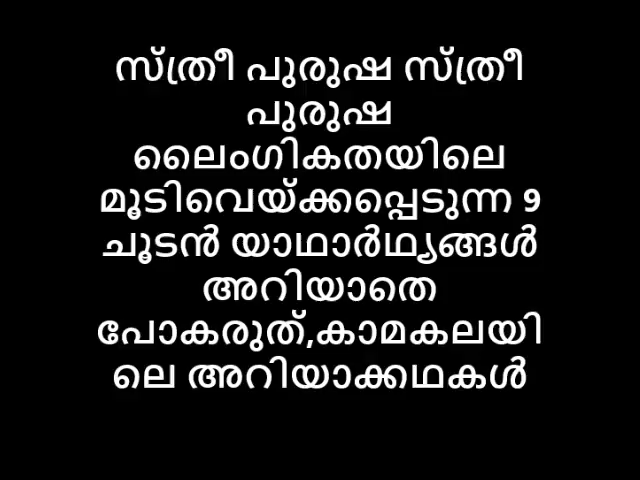 സ്ത്രീ പുരുഷ സ്ത്രീ
പുരുഷ
ലൈംഗികതയിലെ
മൂടിവെയ്ക്കപ്പെടുന്ന 9
ചൂടൻ യാഥാർഥ്യങ്ങൾ
അറിയാതെ
പോകരുത്,കാമകലയി
ലെ അറിയാക്കഥകൾ